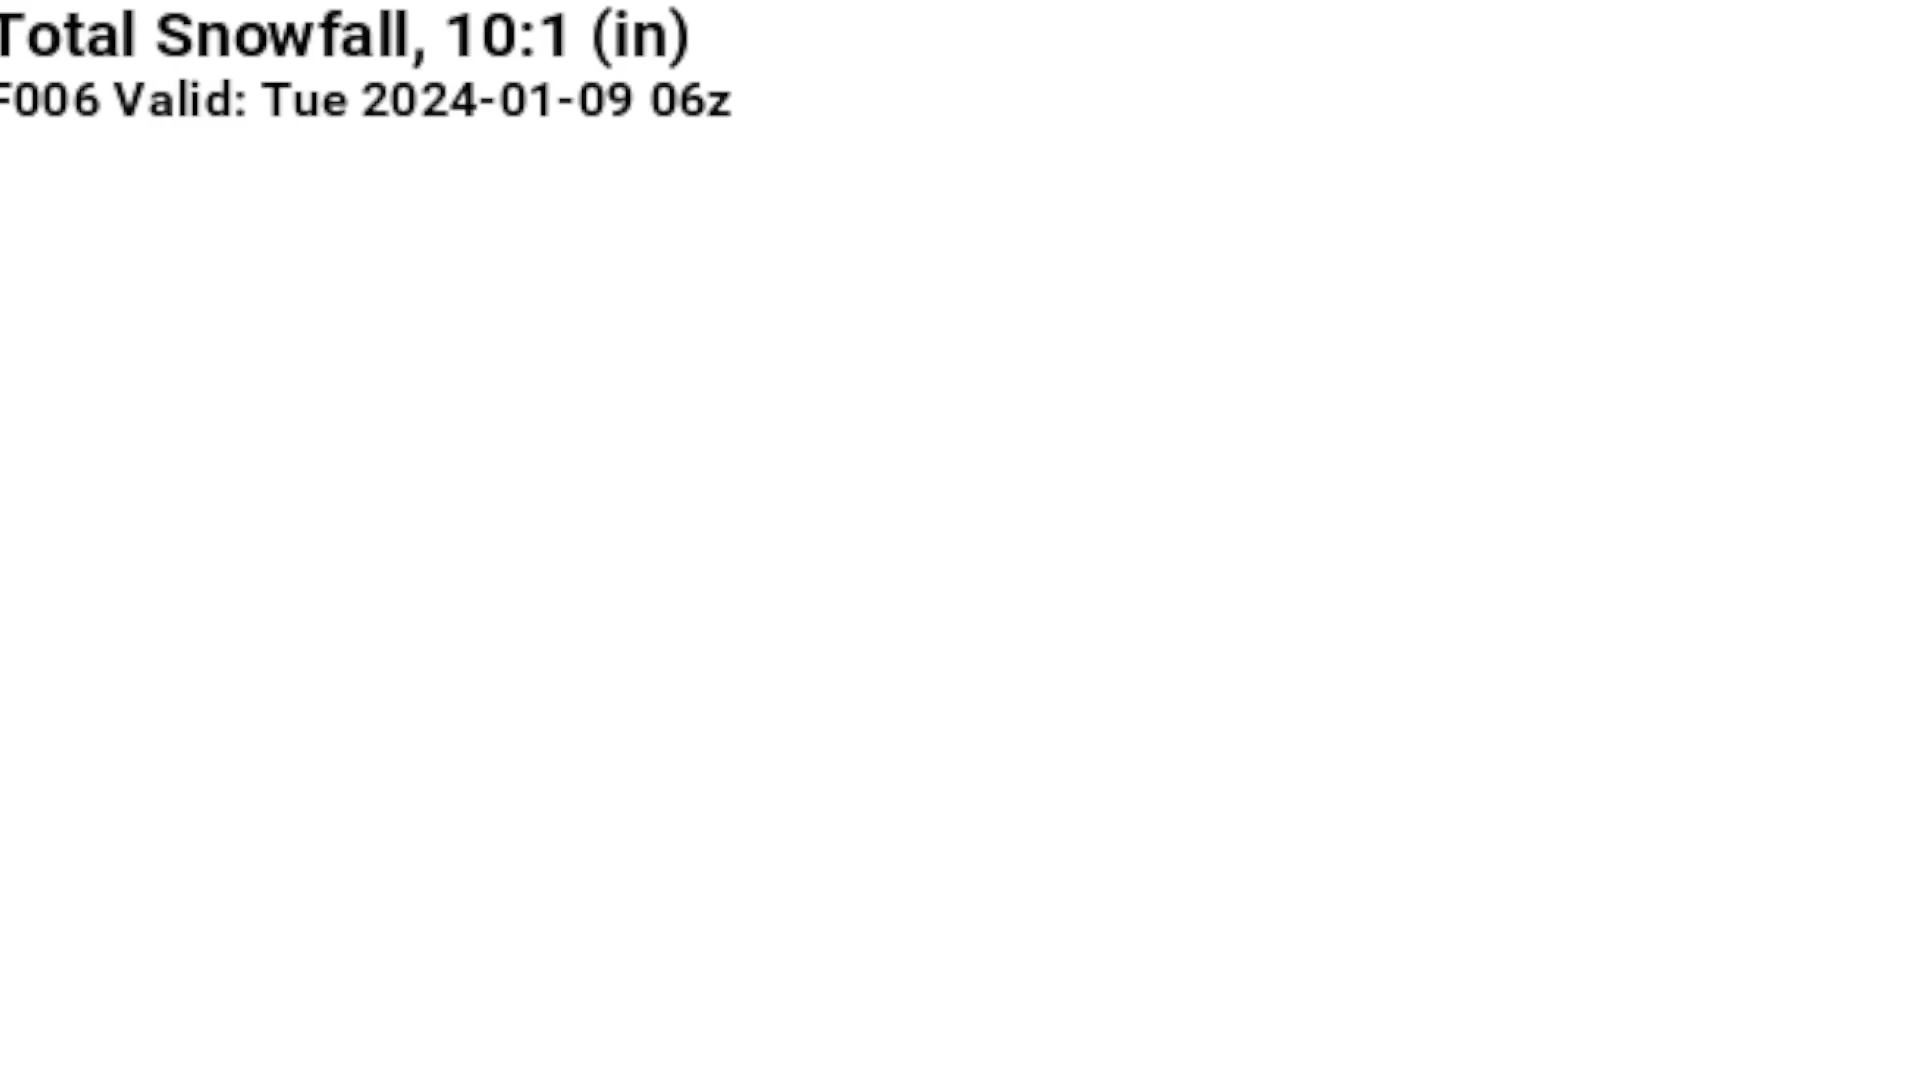 Total Snowfall, 10:1 (in)
F006 Valid: Tue 2024-01-09 06z